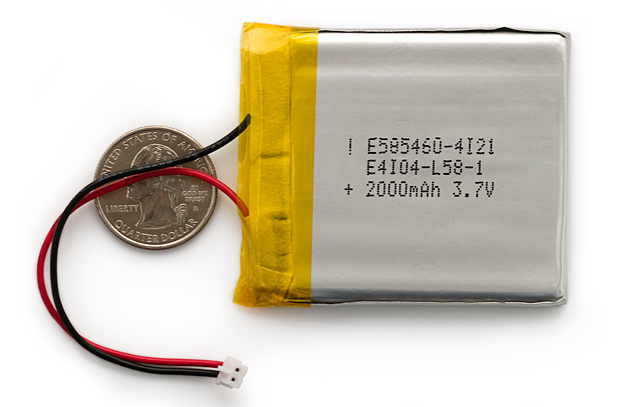 UNITED STATES OF AMERICA
LIBERTY
IN
GOD WE
TRUST
QUARTER DOLLAR
! E585460-4I21
E4I04-L58-1
+ 2000mAh 3.7V